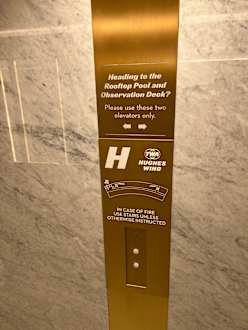 Heading to the
Rooftop Pool and
Observation Deck?
Please use these two
elevators only.
H
TWA
HUGHES
WING
IN CASE OF FIRE
USE STAIRS UNLESS
OTHERWISE INSTRUCTED